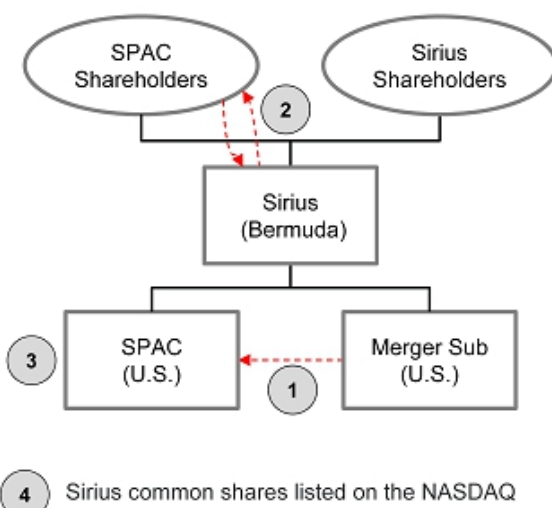 SPAC
Shareholders
Sirius
Shareholders
2
Sirius
(Bermuda)
3
SPAC
(U.S.)
Merger Sub
(U.S.)
1
4
Sirius common shares listed on the NASDAQ